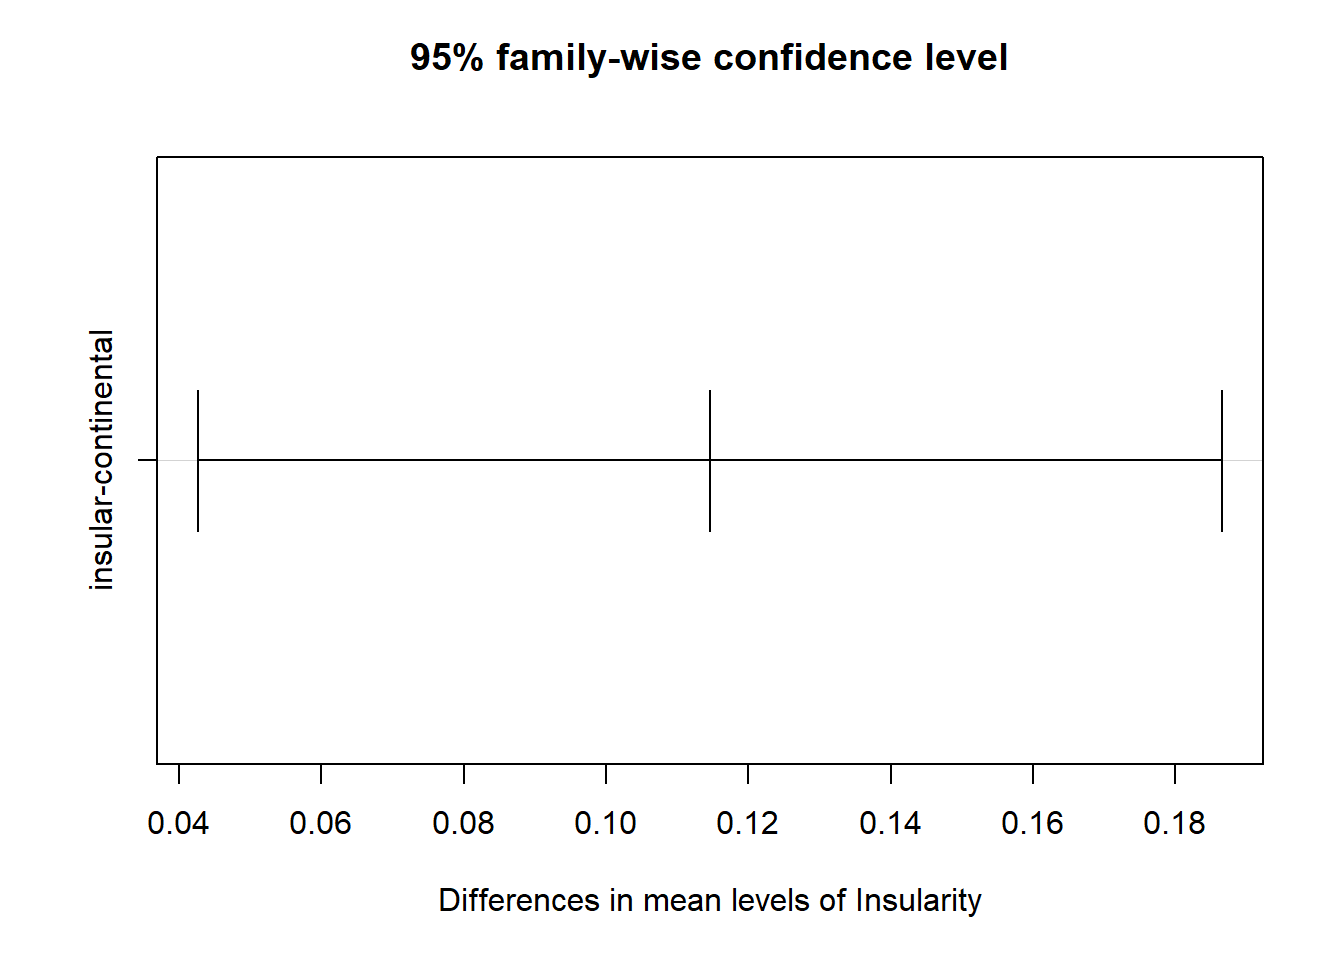 95% family-wise confidence level
insular-continental
0.04 0.06 0.08 0.10 0.12 0.14 0.16 0.18
Differences in mean levels of Insularity